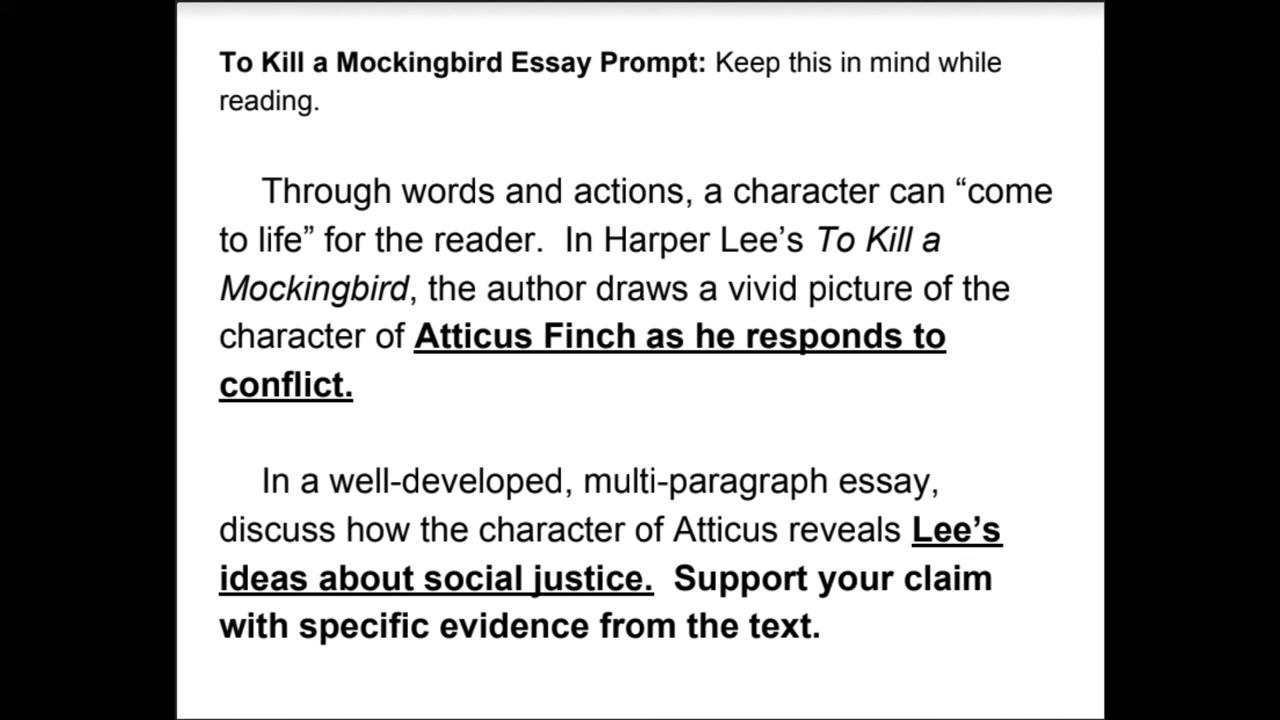 To Kill a Mockingbird Essay Prompt: Keep this in mind while
reading.
Through words and actions, a character can “come
to life” for the reader.  In Harper Lee’s To Kill a
Mockingbird, the author draws a vivid picture of the
character of Atticus Finch as he responds to
conflict.
In a well-developed, multi-paragraph essay,
discuss how the character of Atticus reveals Lee’s
ideas about social justice.  Support your claim
with specific evidence from the text.